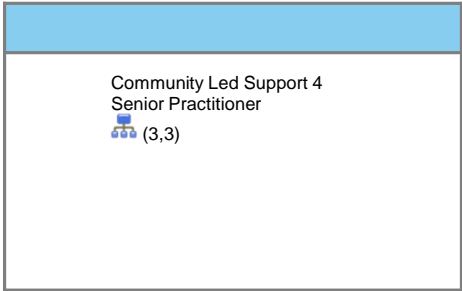 Community Led Support 4
Senior Practitioner
(3,3)